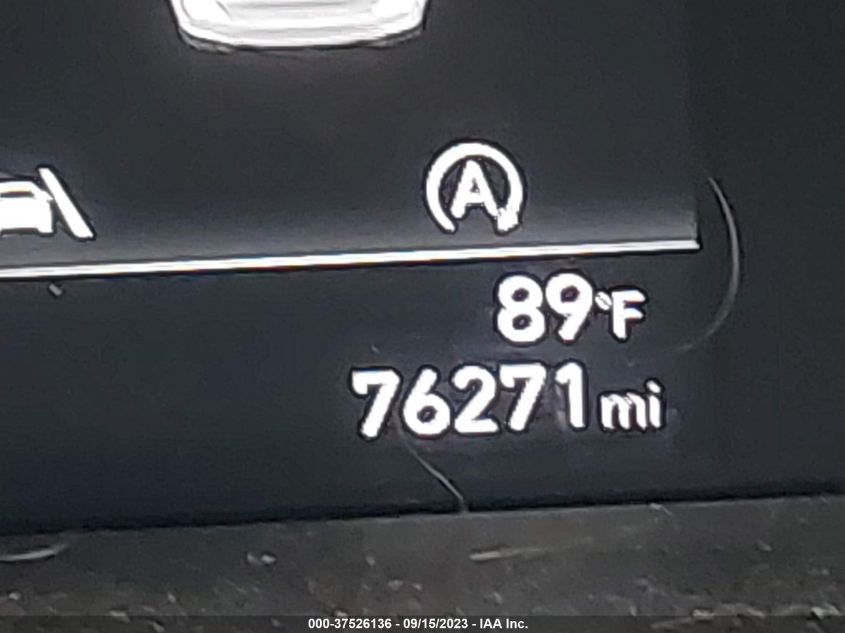 A
89°F
76271 mi
000-37526136 - 09/15/2023 - IAA Inc.